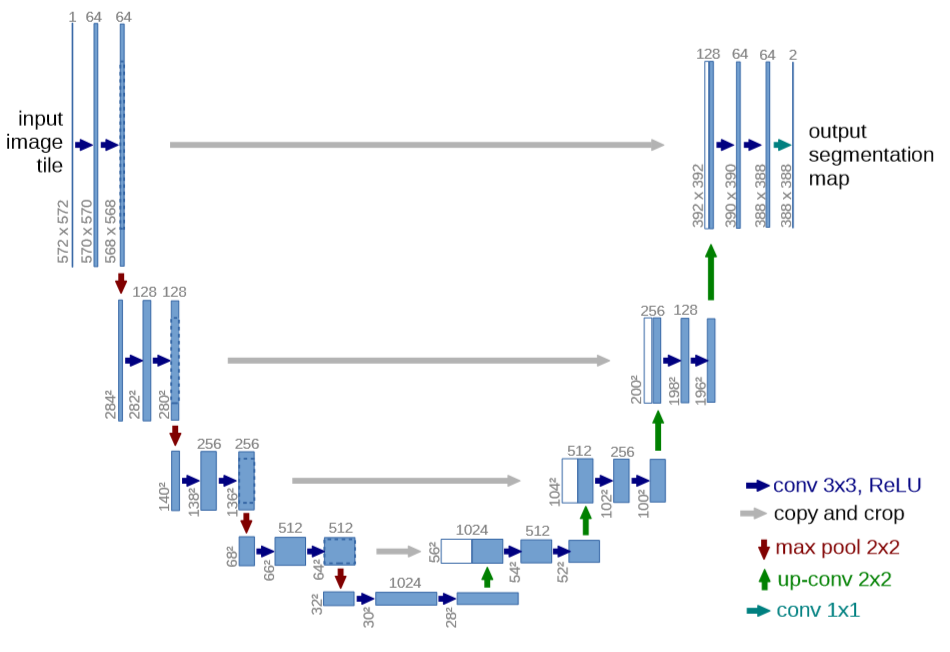 1 64 64
128 64 64 2
input
image
tile
output
segmentation
map
572 x 572
570 x 570
568 x 568
392 x 392
390 x 390
388 x 388
388 x 388
128 128
256 128
284²
282²
280²
200²
198²
196²
256 256
512 256
140²
138²
136²
104²
102²
100²
512 512
1024 512
68²
66²
64²
56²
54²
52²
1024
32²
30²
28²
conv 3x3, ReLU
copy and crop
max pool 2x2
up-conv 2x2
conv 1x1